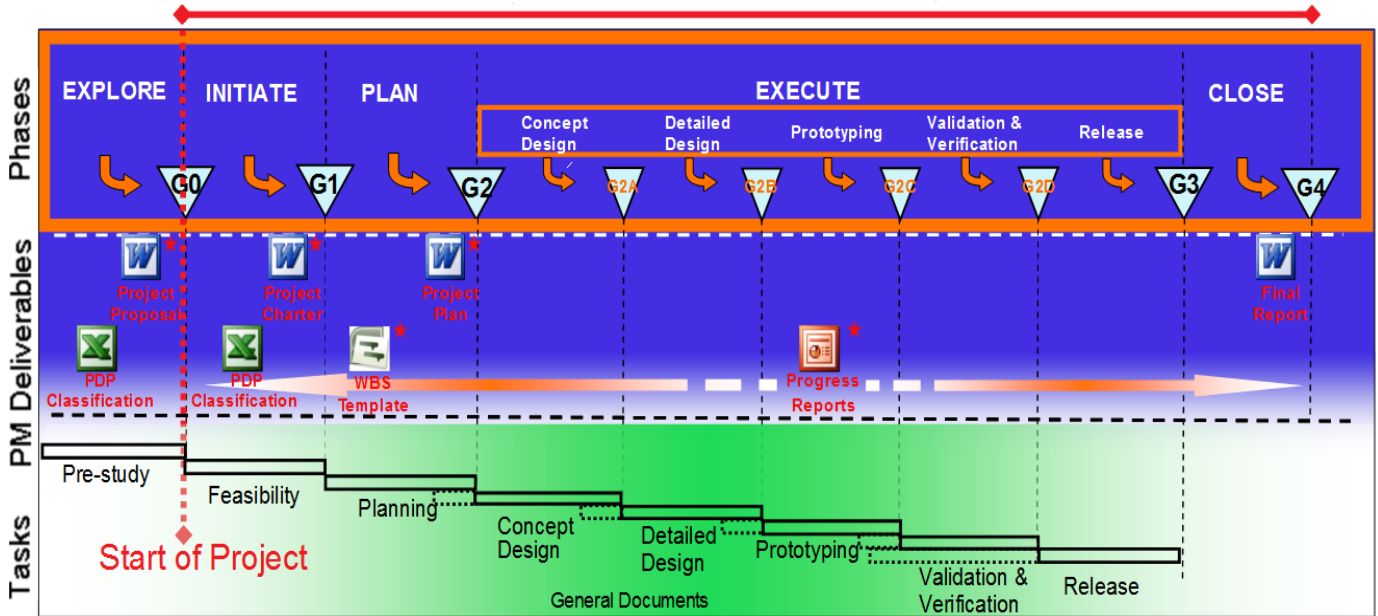 Phases
EXPLORE
INITIATE
PLAN
EXECUTE
CLOSE
Concept
Design
Detailed
Design
Prototyping
Validation &
Verification
Release
G0
G1
G2
G2A
G2B
G2C
G2D
G3
G4
PM Deliverables
W
Project
Proposal
W
Project
Charter
W
Project
Plan
W
Final
Report
X
PDP
Classification
X
PDP
Classification
WBS
Template
Progress
Reports
Tasks
Pre-study
Feasibility
Planning
Concept
Design
Detailed
Design
Prototyping
Validation &
Verification
Release
Start of Project
General Documents